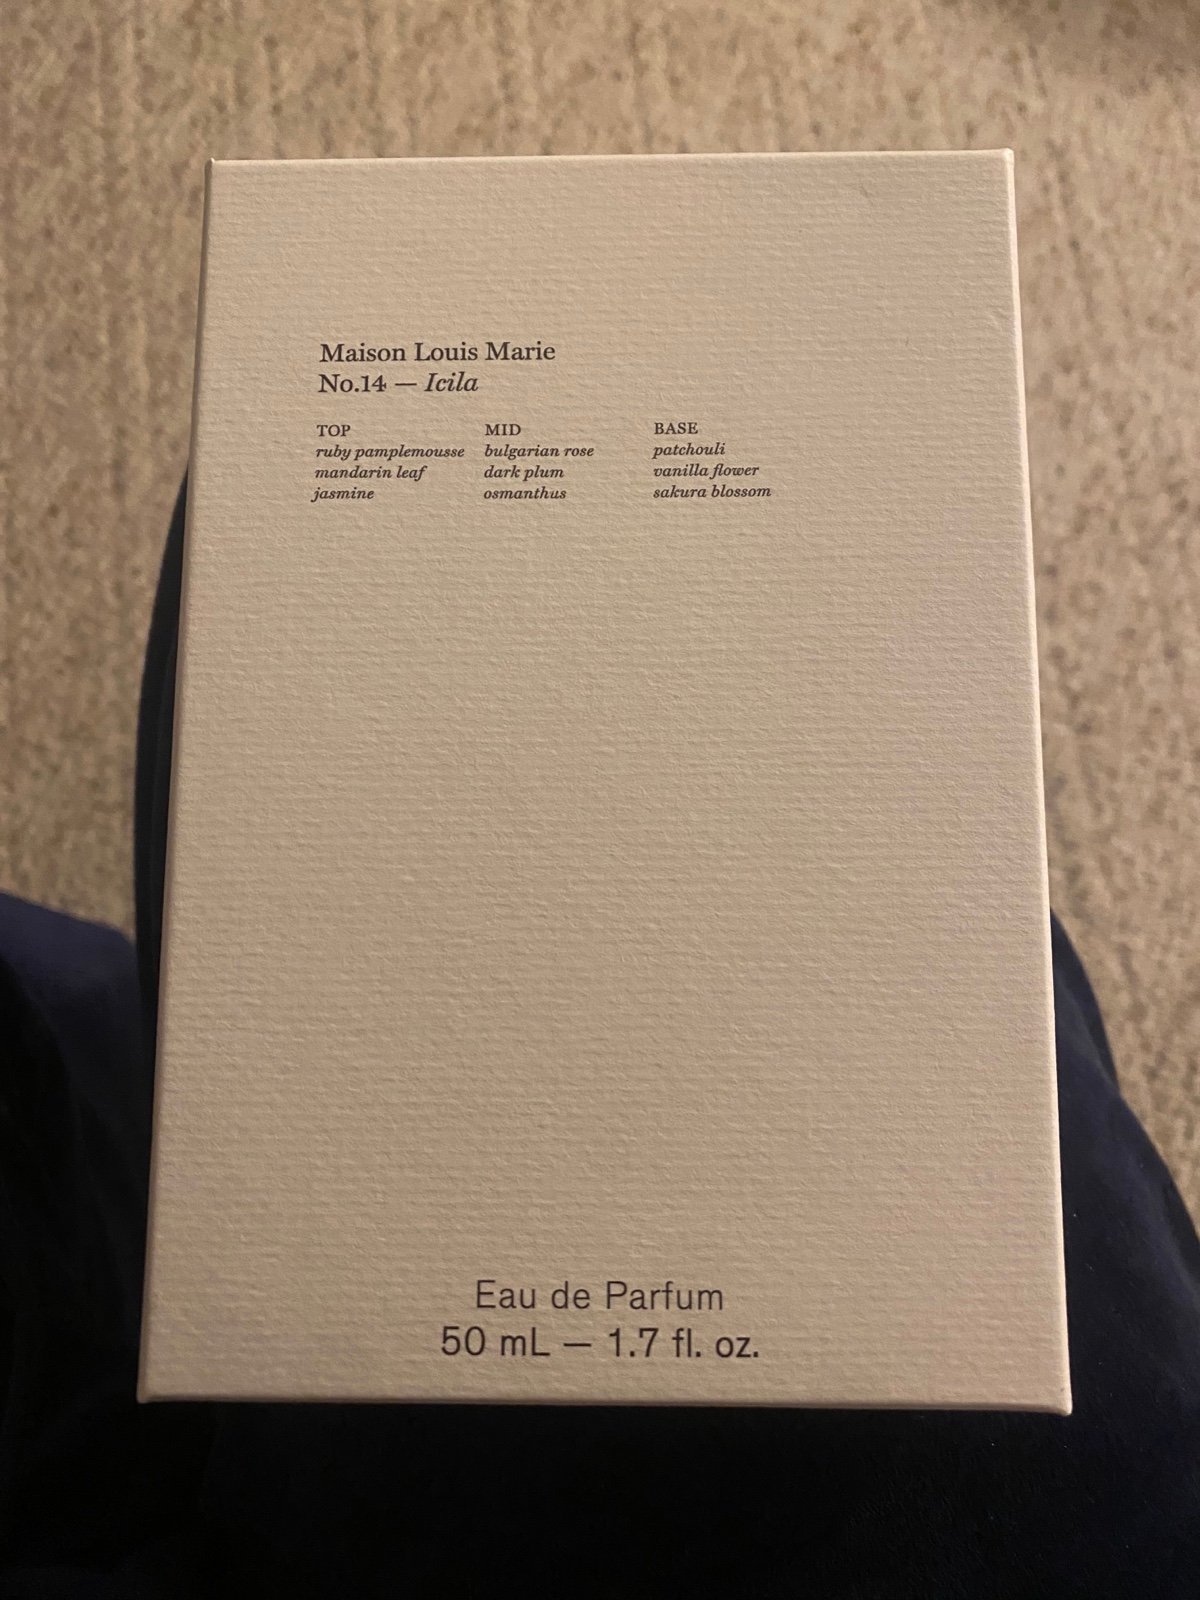 Maison Louis Marie
No.14 — Icila
TOP
ruby pamplemousse
mandarin leaf
jasmine
MID
bulgarian rose
dark plum
osmanthus
BASE
patchouli
vanilla flower
sakura blossom
Eau de Parfum
50 mL — 1.7 fl. oz.